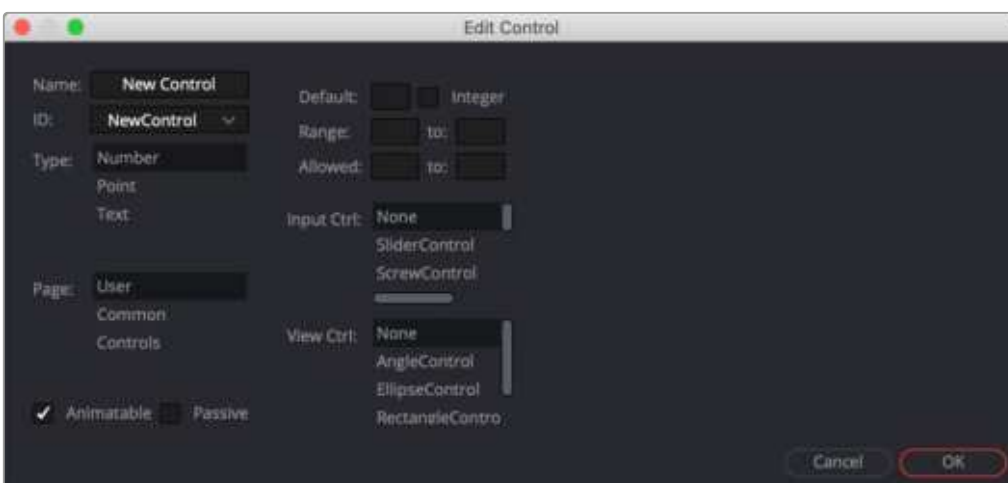 Edit Control
Name: New Control
ID: NewControl
Type: Number
Point
Text
Page: User
Common
Controls
Animatable Passive
Default: Integer
Range: to:
Allowed: to:
Input Ctrl: None
SliderControl
ScrewControl
View Ctrl: None
AngleControl
EllipseControl
RectangleContro
Cancel OK